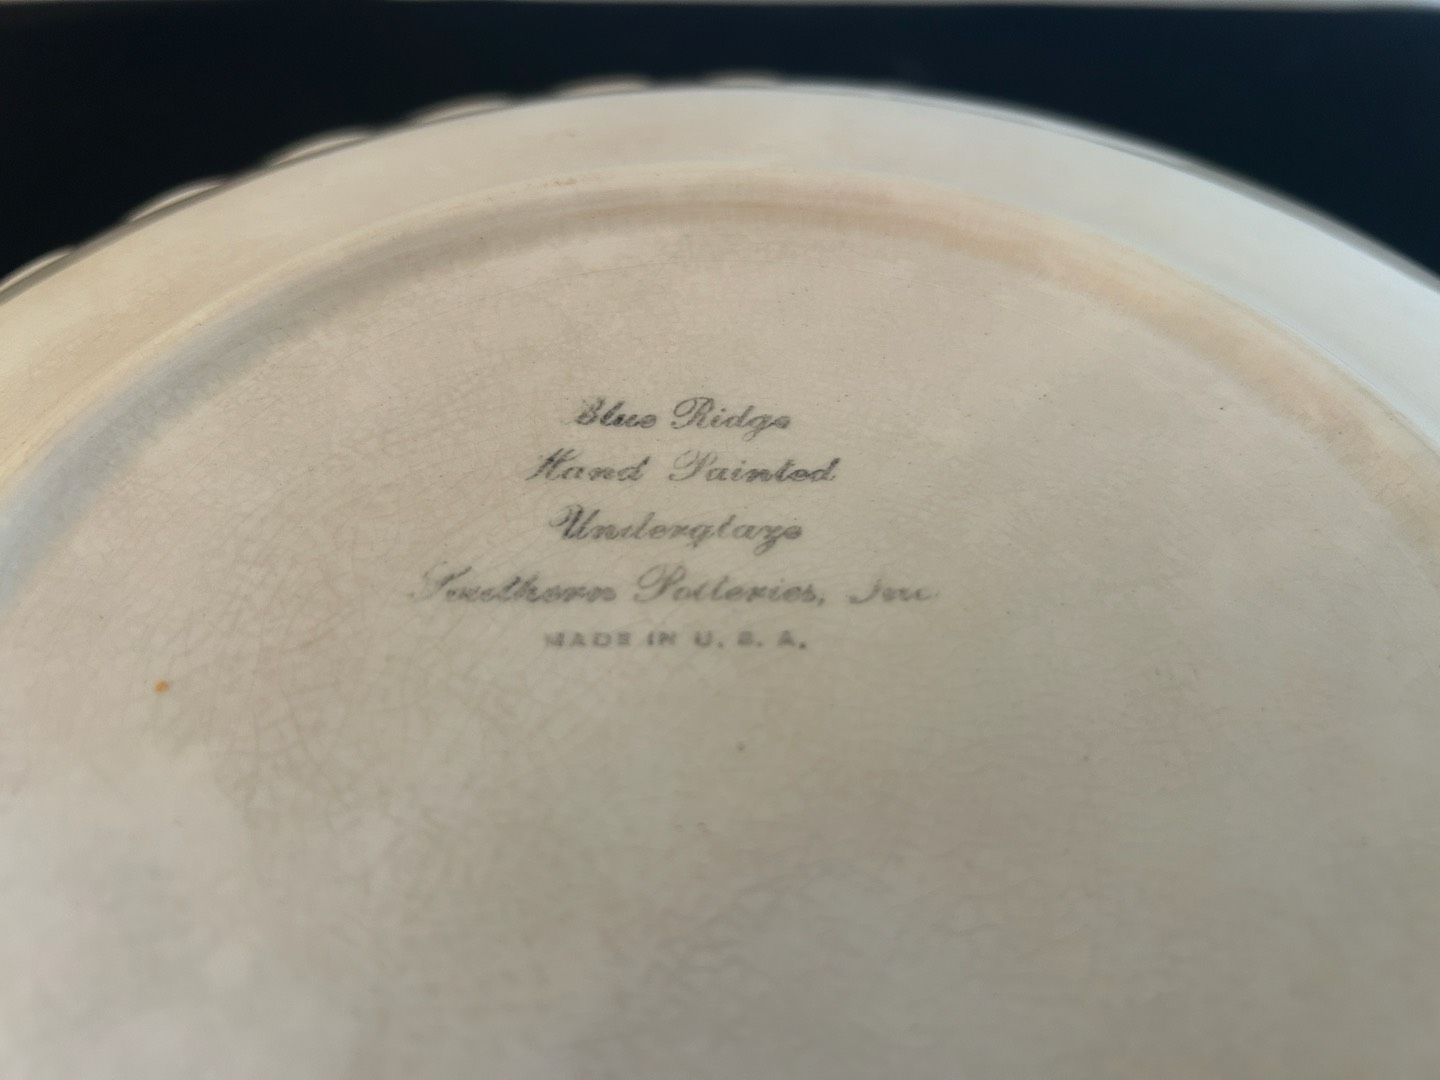 Blue Ridge
Hand Painted
Underglaze
Southern Potteries, Inc.
MADE IN U. S. A.